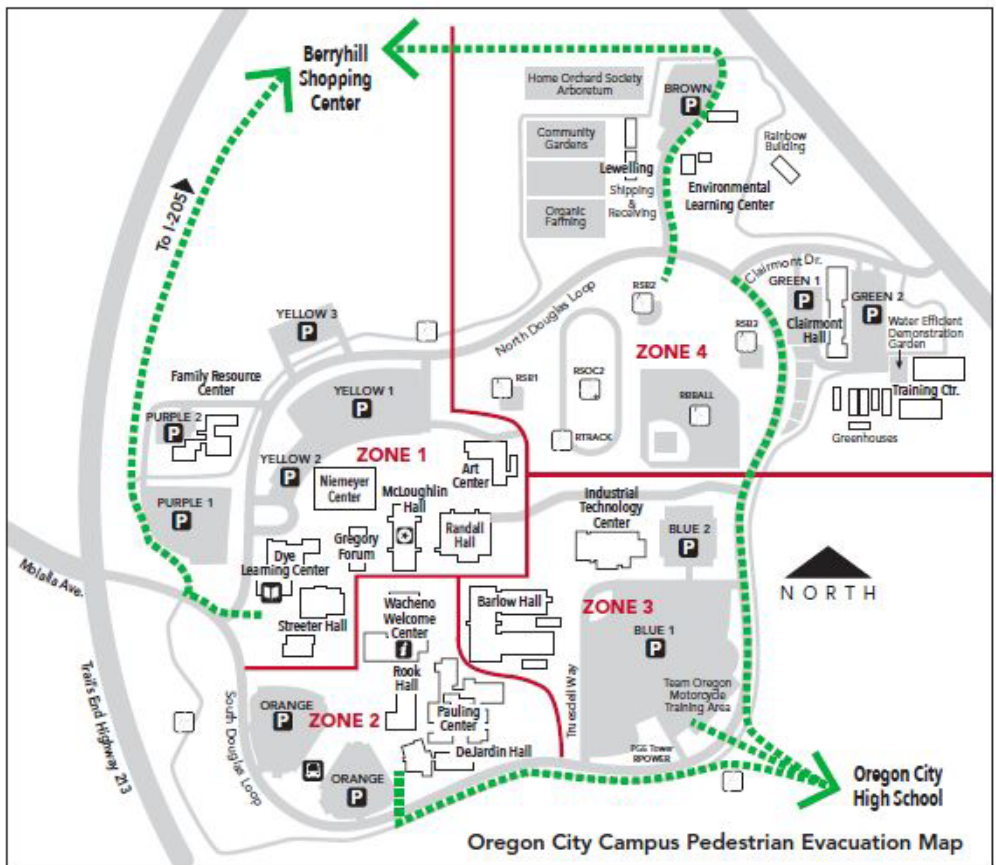 Berryhill
Shopping
Center
Home Orchard Society
Arboretum
BROWN
P
Community
Gardens
Lewelling
Shipping
&
Receiving
Organic
Farming
Rainbow
Building
Environmental
Learning Center
To I-205
Clairmont Dr.
North Douglas Loop
RSB2
GREEN 1
P
GREEN 2
P
Clairmont
Hall
Water Efficient
Demonstration
Garden
Training Ctr.
Greenhouses
RSB3
ZONE 4
YELLOW 3
P
RSB1
RSOC2
RBBALL
RTRACK
Family Resource
Center
PURPLE 2
P
YELLOW 1
P
YELLOW 2
P
ZONE 1
Niemeyer
Center
McLoughlin
Hall
Art
Center
PURPLE 1
P
Gregory
Forum
Randall
Hall
Industrial
Technology
Center
BLUE 2
P
NORTH
Dye
Learning Center
Molalla Ave.
Streeter Hall
Wacheno
Welcome
Center
i
Barlow Hall
ZONE 3
BLUE 1
P
Rook
Hall
Team Oregon
Motorcycle
Training Area
Truesdell Way
Trail's End Highway 213
South Douglas Loop
ORANGE
P
ZONE 2
Pauling
Center
DeJardin Hall
PGE Tower
RPOWER
ORANGE
P
Oregon City
High School
Oregon City Campus Pedestrian Evacuation Map